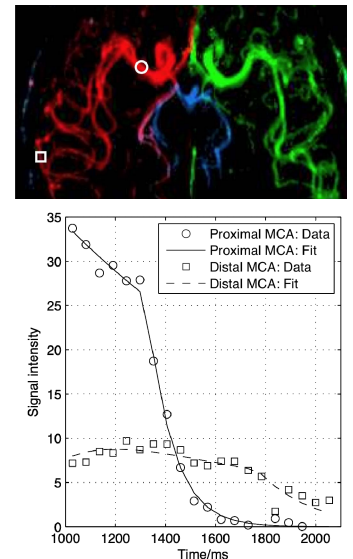 35
30
25
20
15
10
5
0
Signal intensity
Proximal MCA: Data
Proximal MCA: Fit
Distal MCA: Data
Distal MCA: Fit
1000 1200 1400 1600 1800 2000
Time/ms